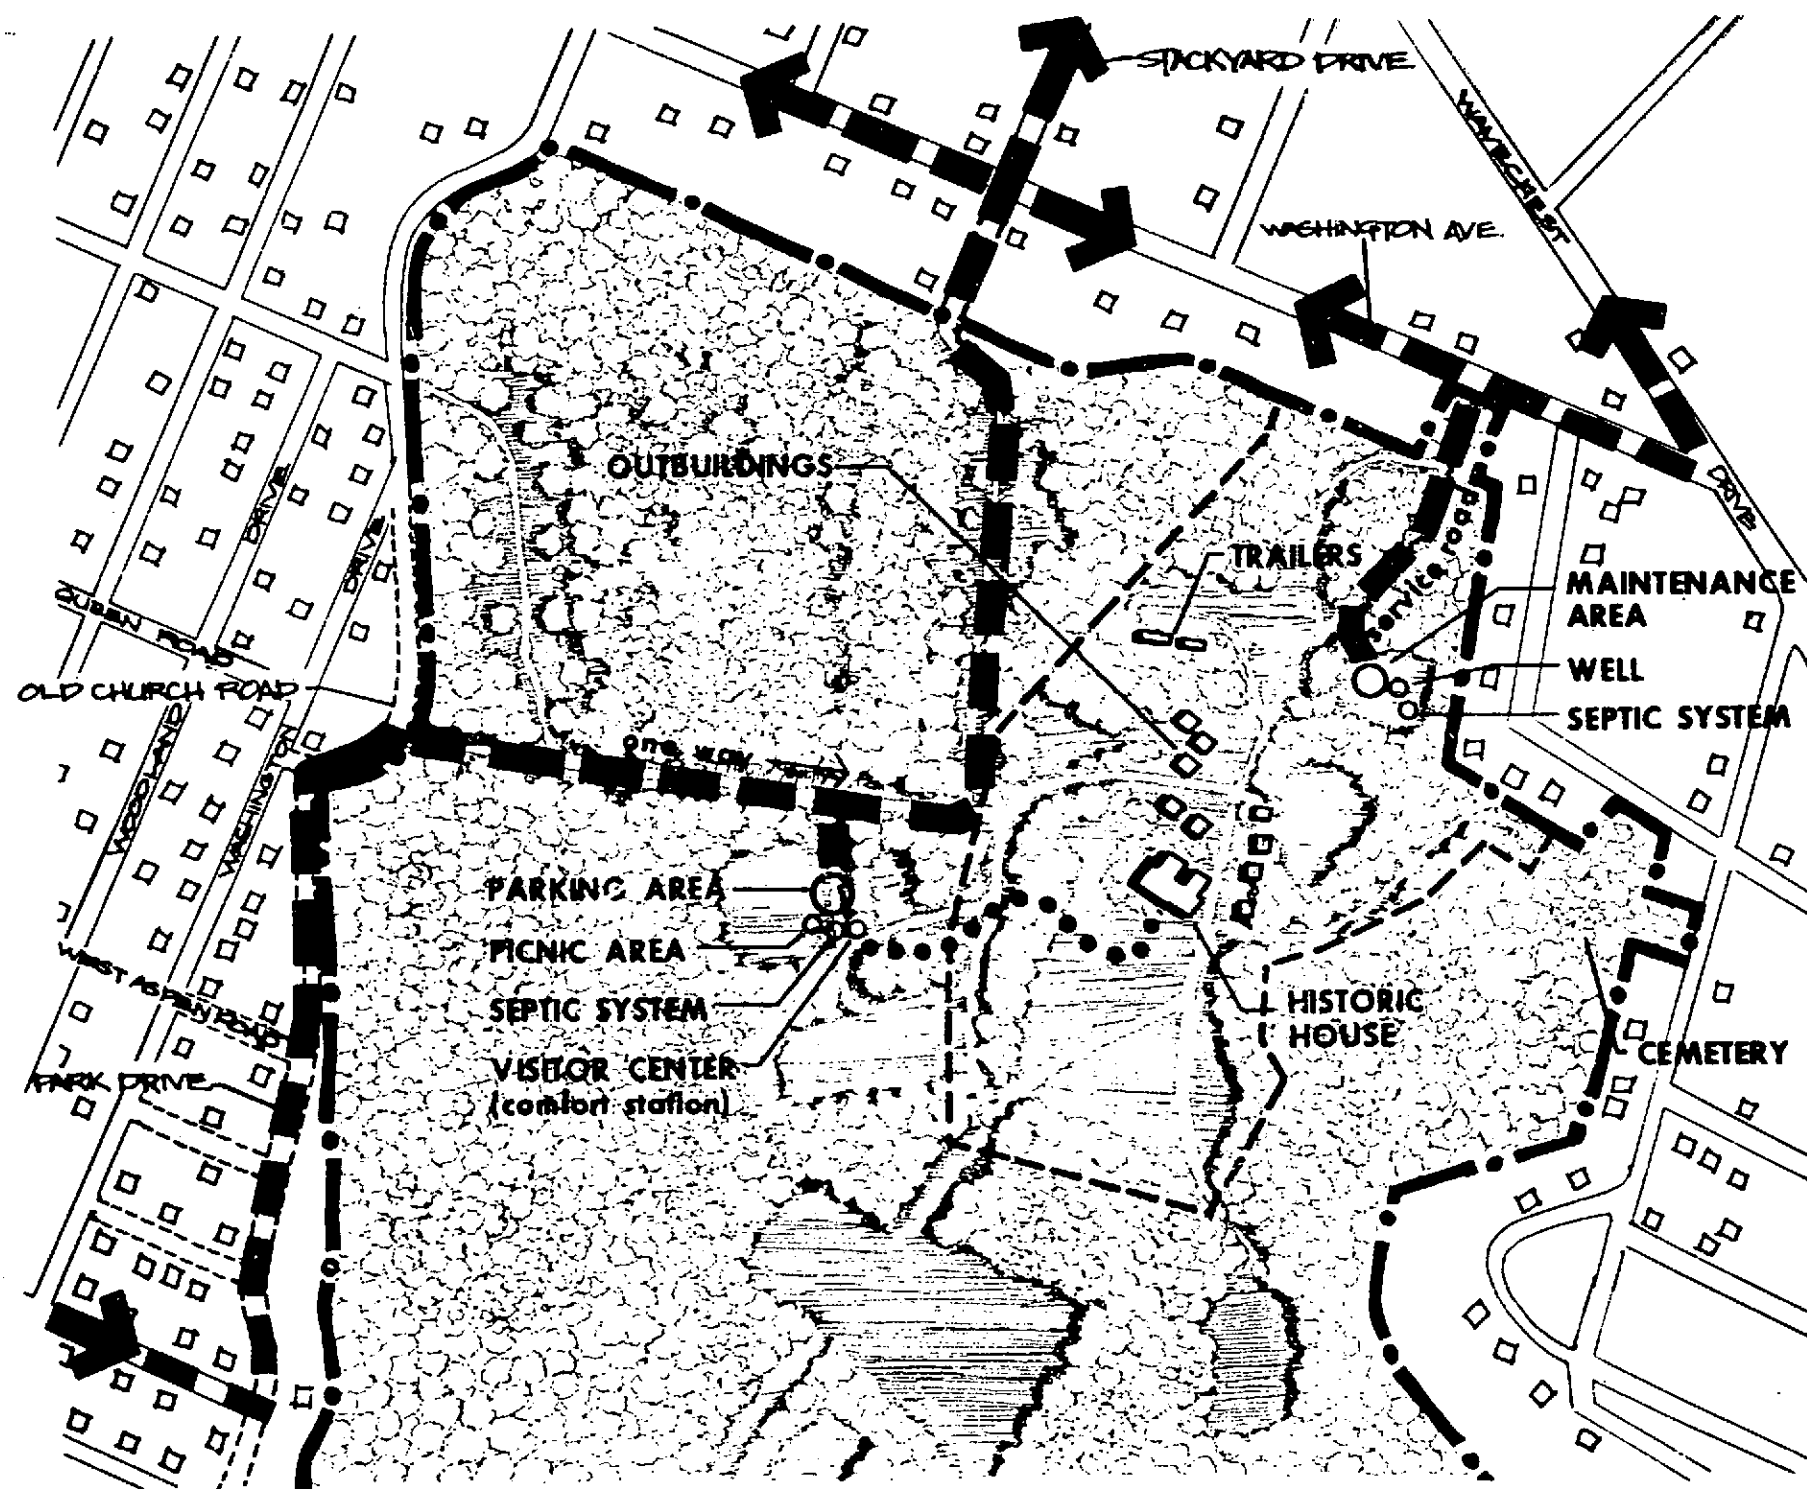 STACKYARD DRIVE
WAVECREST
DRIVE
WASHINGTON AVE.
OUTBUILDINGS
TRAILERS
service road
MAINTENANCE
AREA
WELL
SEPTIC SYSTEM
DRIVE
DRIVE
QUEEN ROAD
OLD CHURCH ROAD
WOODLAND
WASHINGTON
one way
PARKING AREA
PICNIC AREA
SEPTIC SYSTEM
VISITOR CENTER
(comfort station)
WEST ASPEN ROAD
PARK DRIVE
HISTORIC
HOUSE
CEMETERY